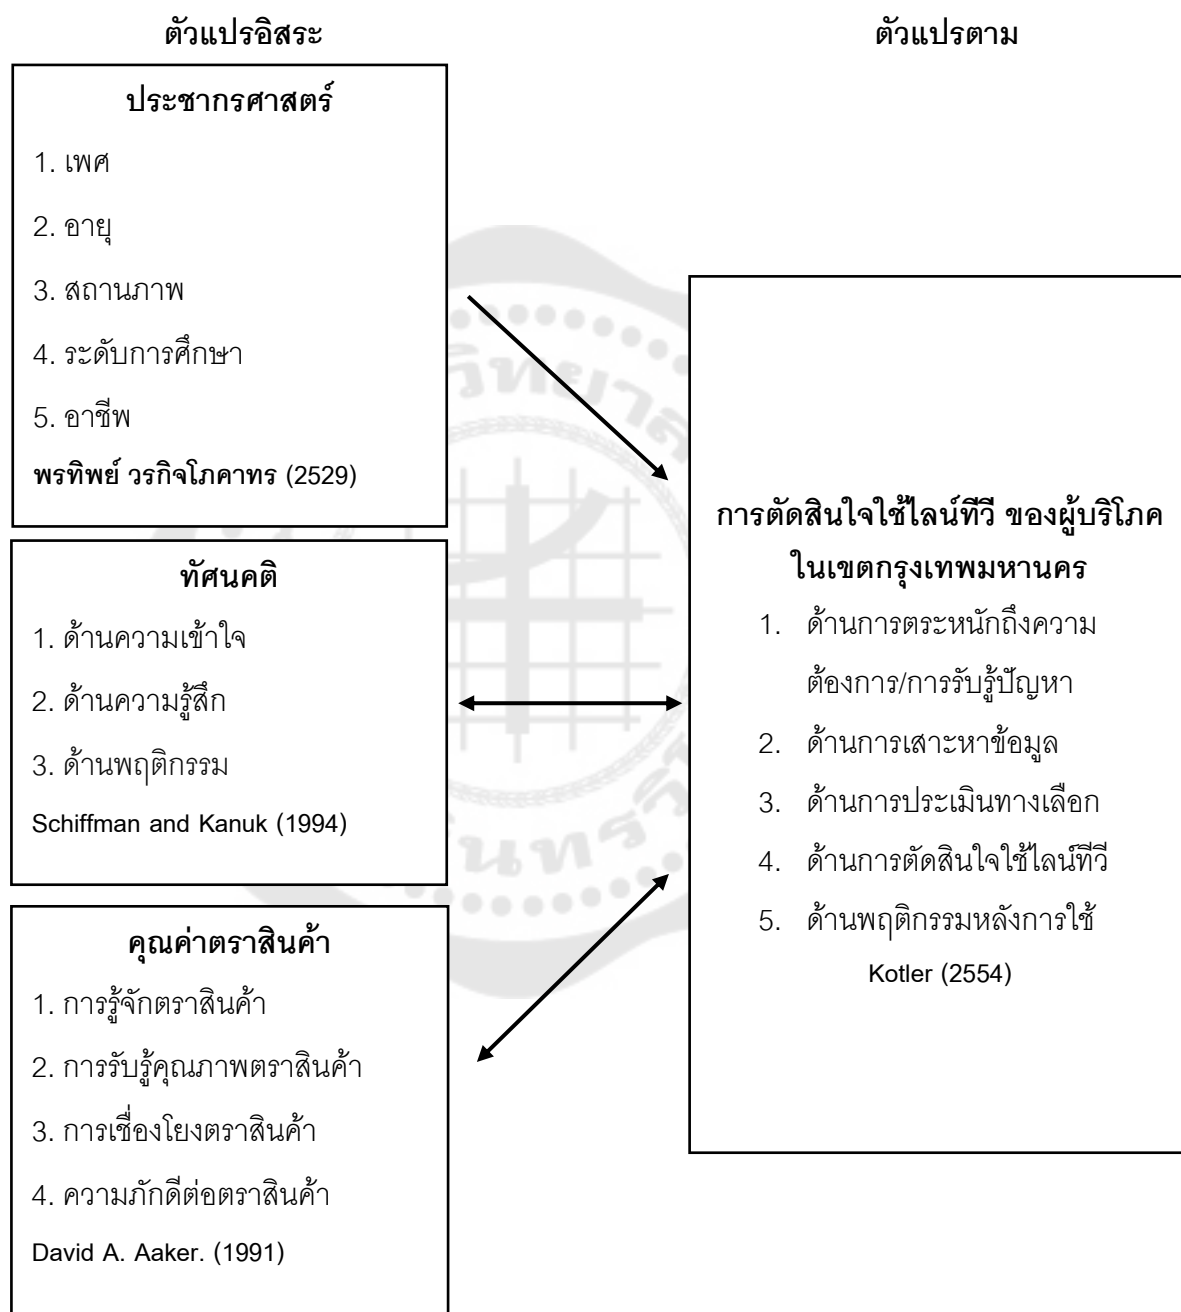 ตัวแปรอิสระ
ตัวแปรตาม
ประชากรศาสตร์
1. เพศ
2. อายุ
3. สถานภาพ
4. ระดับการศึกษา
5. อาชีพ
พรทิพย์ วรกิจโภคาทร (2529)
ทัศนคติ
1. ด้านความเข้าใจ
2. ด้านความรู้สึก
3. ด้านพฤติกรรม
Schiffman and Kanuk (1994)
คุณค่าตราสินค้า
1. การรู้จักตราสินค้า
2. การรับรู้คุณภาพตราสินค้า
3. การเชื่องโยงตราสินค้า
4. ความภักดีต่อตราสินค้า
David A. Aaker. (1991)
การตัดสินใจใช้ไลน์ทีวี ของผู้บริโภค
ในเขตกรุงเทพมหานคร
1. ด้านการตระหนักถึงความ
ต้องการ/การรับรู้ปัญหา
2. ด้านการเสาะหาข้อมูล
3. ด้านการประเมินทางเลือก
4. ด้านการตัดสินใจใช้ไลน์ทีวี
5. ด้านพฤติกรรมหลังการใช้
Kotler (2554)